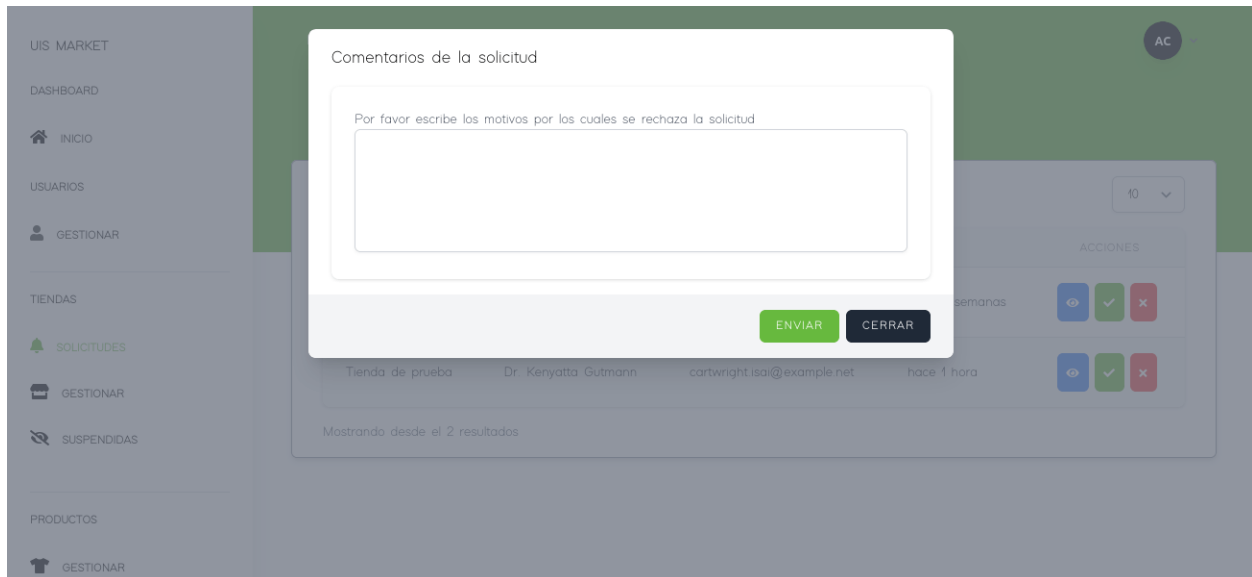 UIS MARKET
DASHBOARD
INICIO
USUARIOS
GESTIONAR
TIENDAS
SOLICITUDES
GESTIONAR
SUSPENDIDAS
PRODUCTOS
GESTIONAR
AC
Comentarios de la solicitud
Por favor escribe los motivos por los cuales se rechaza la solicitud
ENVIAR CERRAR
10
ACCIONES
semanas
Tienda de prueba Dr. Kenyatta Gutmann cartwright.isai@example.net hace 1 hora
Mostrando desde el 2 resultados